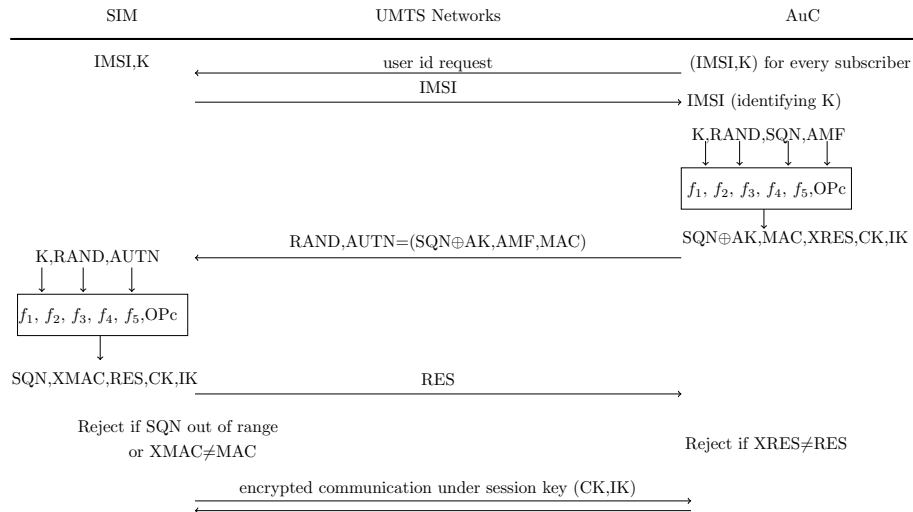 SIM UMTS Networks AuC
IMSI,K user id request (IMSI,K) for every subscriber
IMSI
IMSI (identifying K)
K,RAND,SQN,AMF
f₁, f₂, f₃, f₄, f₅,OPc
RAND,AUTN=(SQN⊕AK,AMF,MAC)
SQN⊕AK,MAC,XRES,CK,IK
K,RAND,AUTN
f₁, f₂, f₃, f₄, f₅,OPc
SQN,XMAC,RES,CK,IK RES
Reject if SQN out of range
or XMAC≠MAC
Reject if XRES≠RES
encrypted communication under session key (CK,IK)